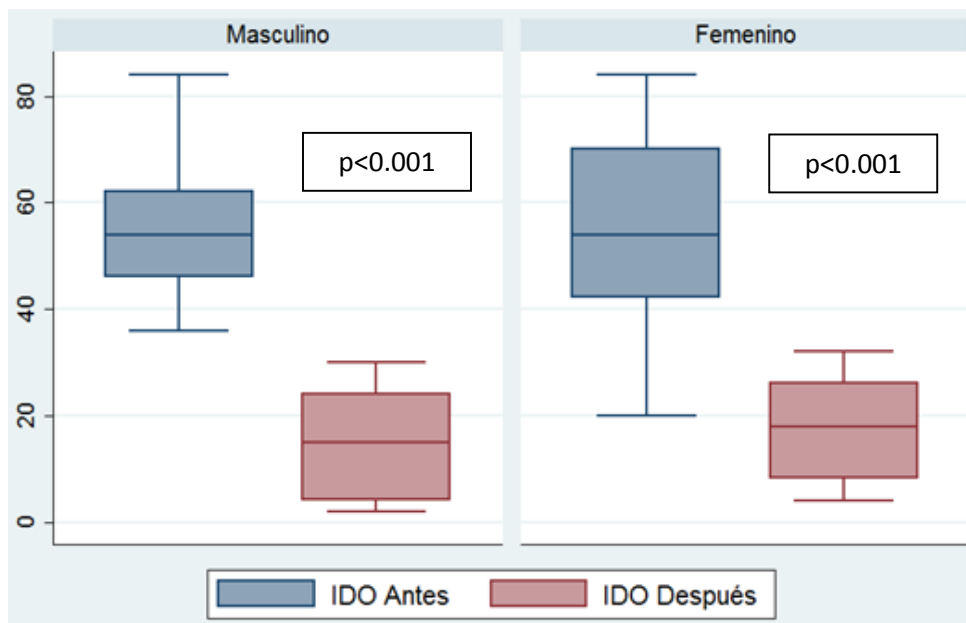 Masculino
Femenino
80
60
40
20
0
p<0.001
p<0.001
IDO Antes
IDO Después